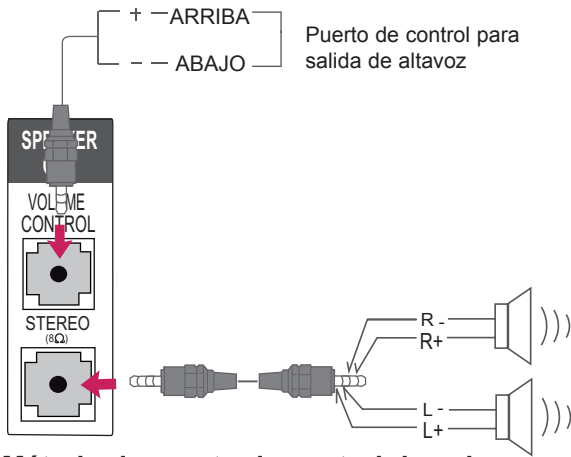 + ARRIBA
- ABAJO
Puerto de control para
salida de altavoz
VOLUME
CONTROL
STEREO
(8Ω)
R -
R+
L -
L+